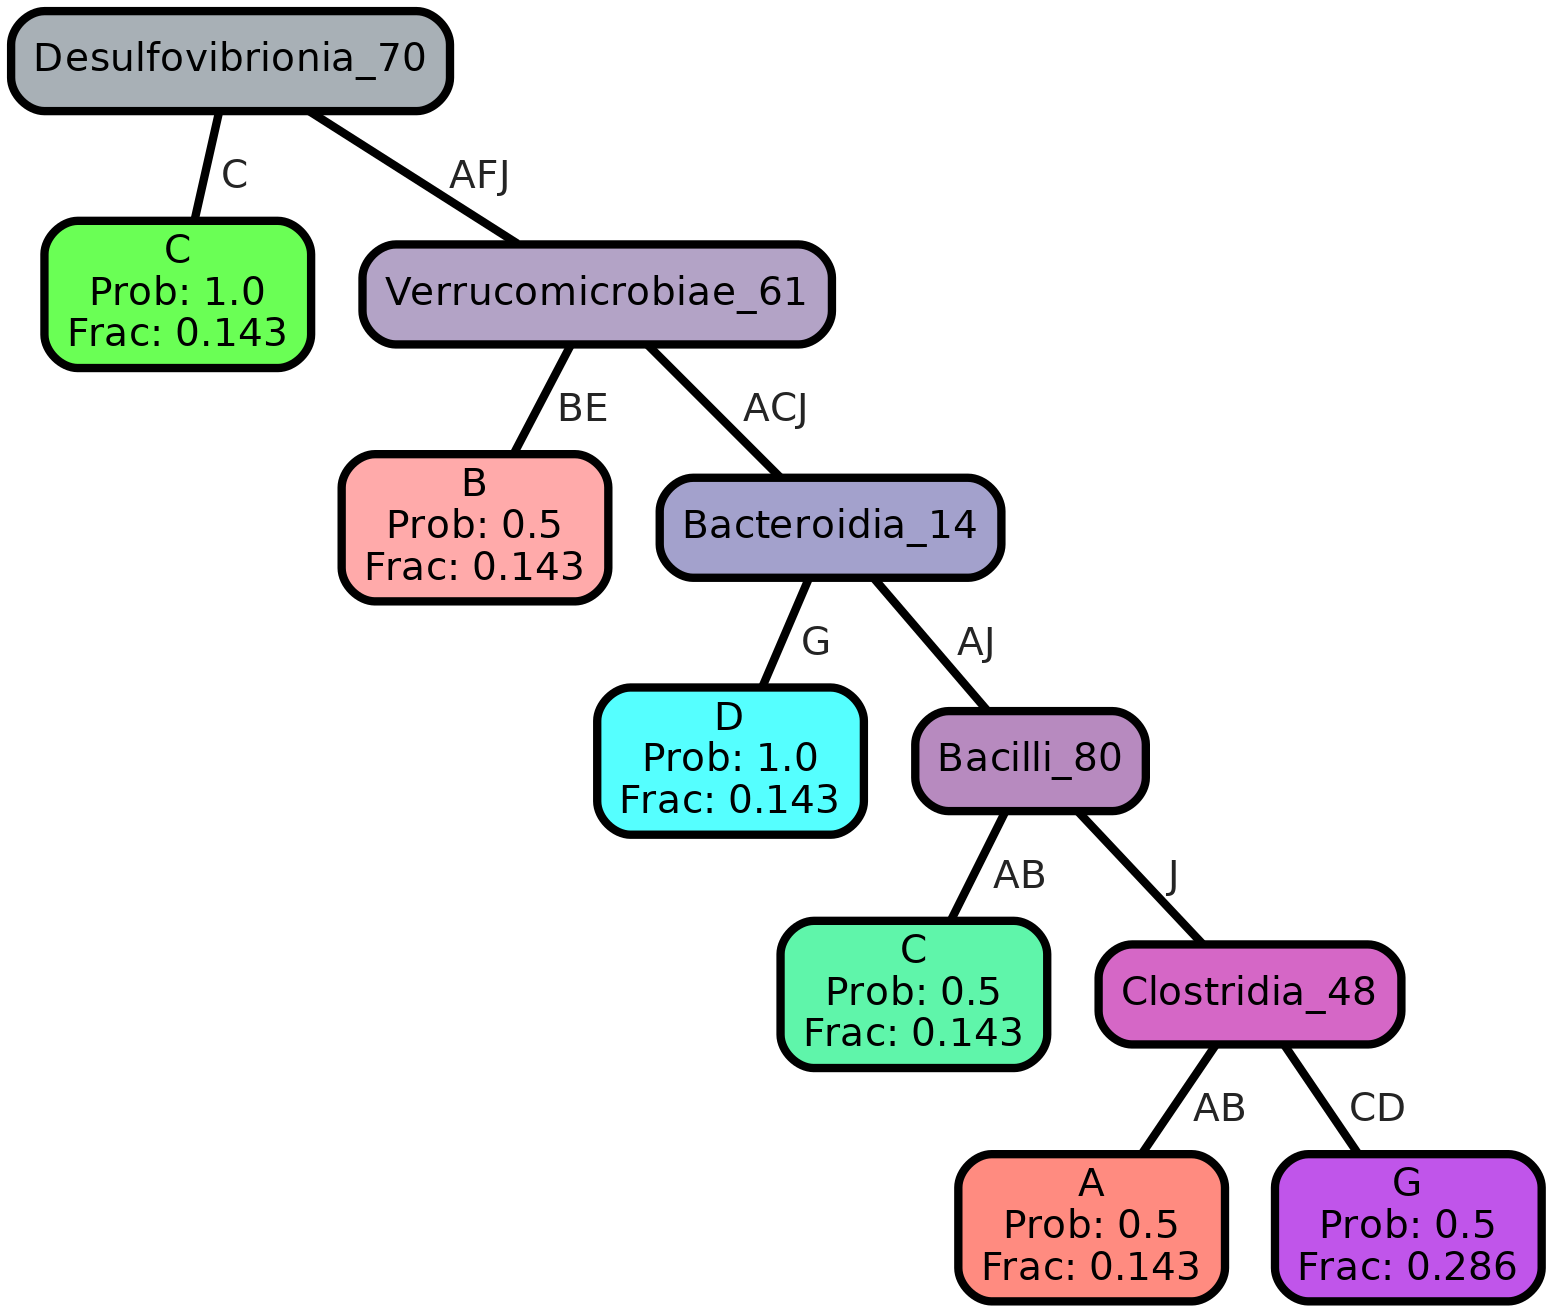 Desulfovibrionia_70
C
AFJ
C
Prob: 1.0
Frac: 0.143
Verrucomicrobiae_61
BE
ACJ
B
Prob: 0.5
Frac: 0.143
Bacteroidia_14
G
AJ
D
Prob: 1.0
Frac: 0.143
Bacilli_80
AB
J
C
Prob: 0.5
Frac: 0.143
Clostridia_48
AB
CD
A
Prob: 0.5
Frac: 0.143
G
Prob: 0.5
Frac: 0.286